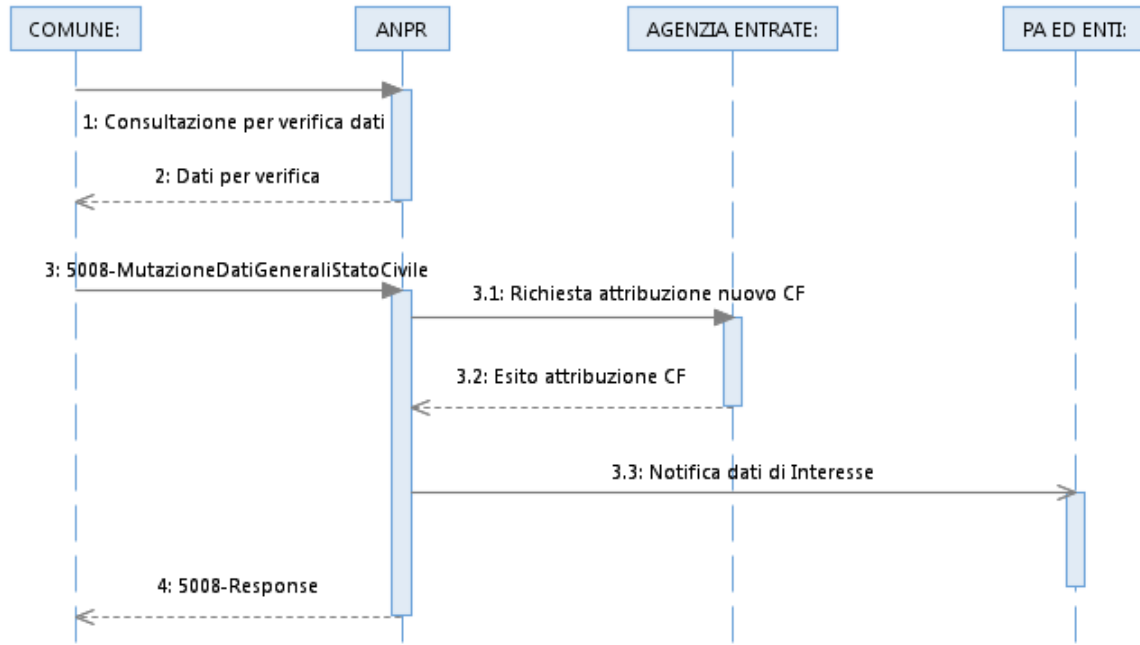 COMUNE:
ANPR
AGENZIA ENTRATE:
PA ED ENTI:
1: Consultazione per verifica dati
2: Dati per verifica
3: 5008-MutazioneDatiGeneraliStatoCivile
3.1: Richiesta attribuzione nuovo CF
3.2: Esito attribuzione CF
3.3: Notifica dati di Interesse
4: 5008-Response